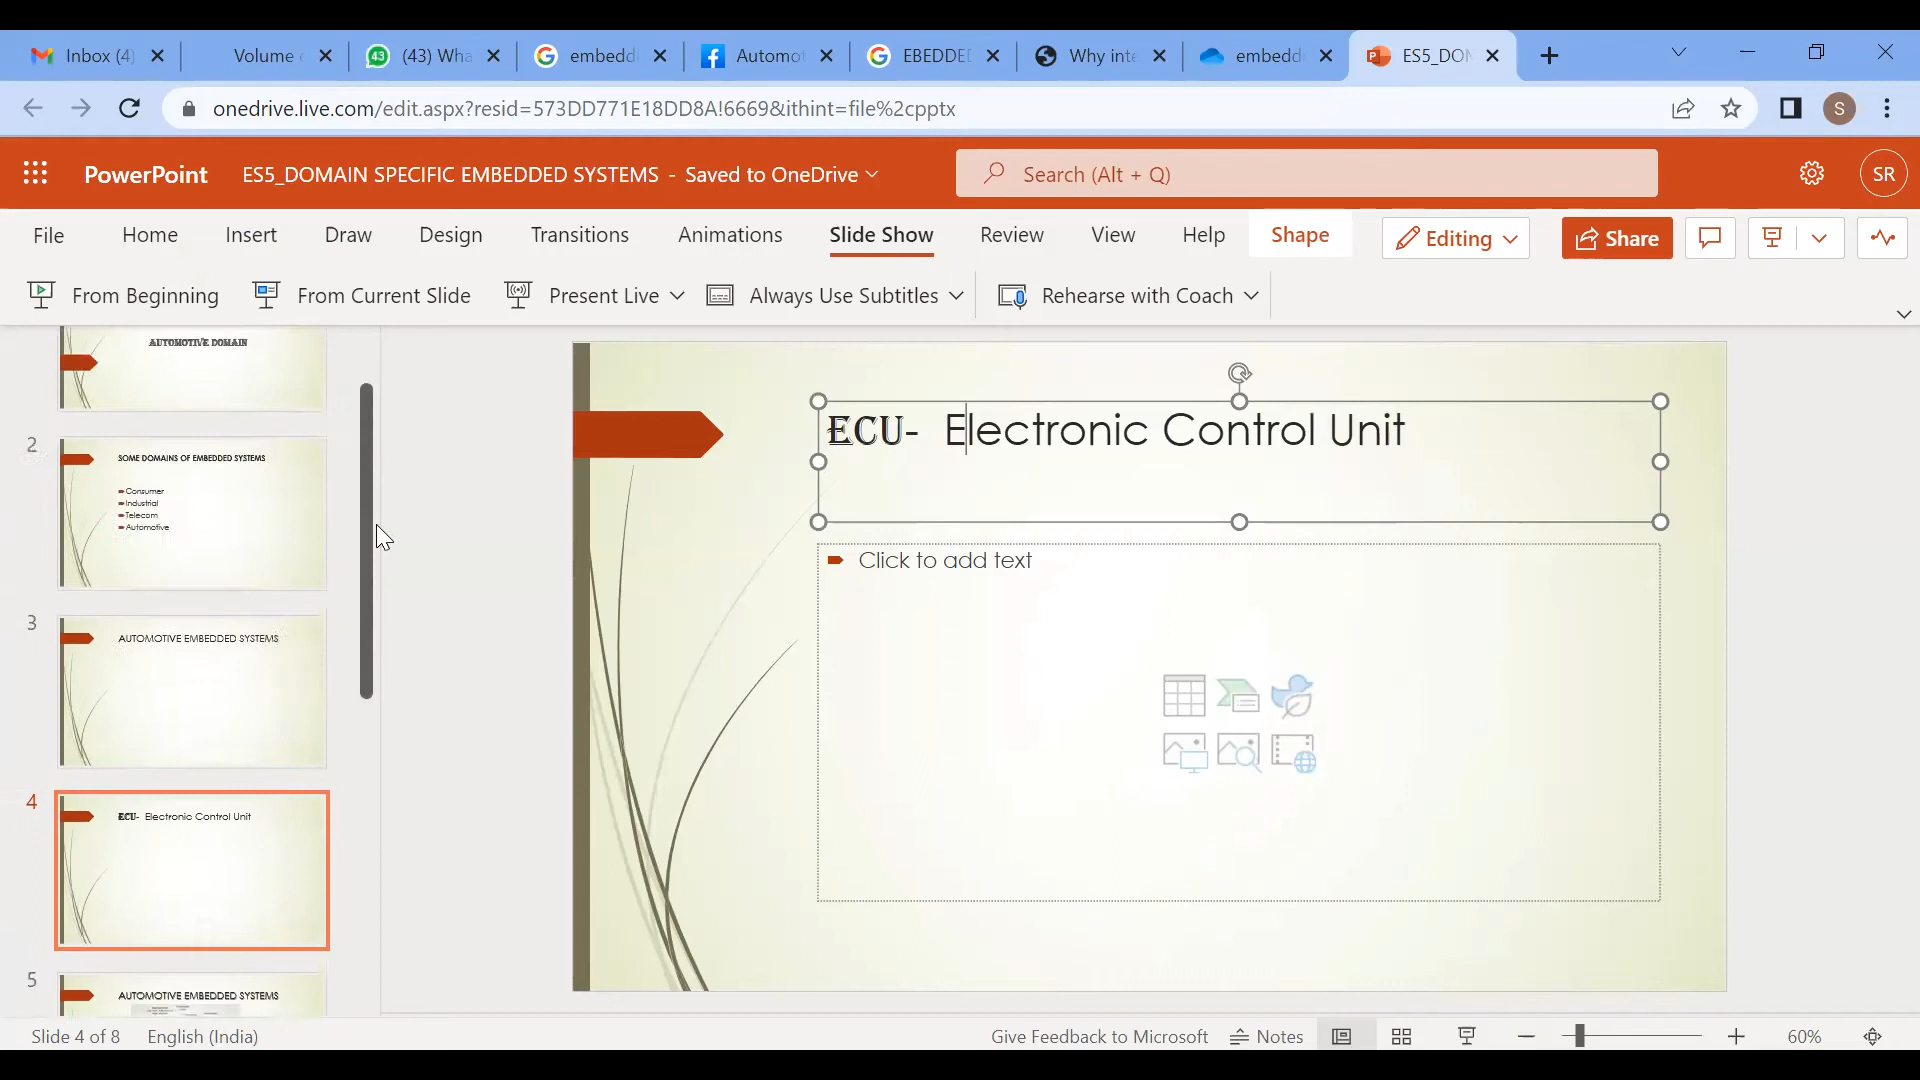 Inbox (4)
Volume
(43) Wha
embedd
Automot
EBEDDED
Why inte
embedd
ES5_DOM
onedrive.live.com/edit.aspx?resid=573DD771E18DD8A!6669&ithint=file%2cpptx
S
PowerPoint
ES5_DOMAIN SPECIFIC EMBEDDED SYSTEMS - Saved to OneDrive
Search (Alt + Q)
SR
File
Home
Insert
Draw
Design
Transitions
Animations
Slide Show
Review
View
Help
Shape
Editing
Share
From Beginning
From Current Slide
Present Live
Always Use Subtitles
Rehearse with Coach
AUTOMOTIVE DOMAIN
2
SOME DOMAINS OF EMBEDDED SYSTEMS
Consumer
Industrial
Telecom
Automotive
3
AUTOMOTIVE EMBEDDED SYSTEMS
4
ECU- Electronic Control Unit
5
AUTOMOTIVE EMBEDDED SYSTEMS
ECU- Electronic Control Unit
Click to add text
Slide 4 of 8
English (India)
Give Feedback to Microsoft
Notes
60%